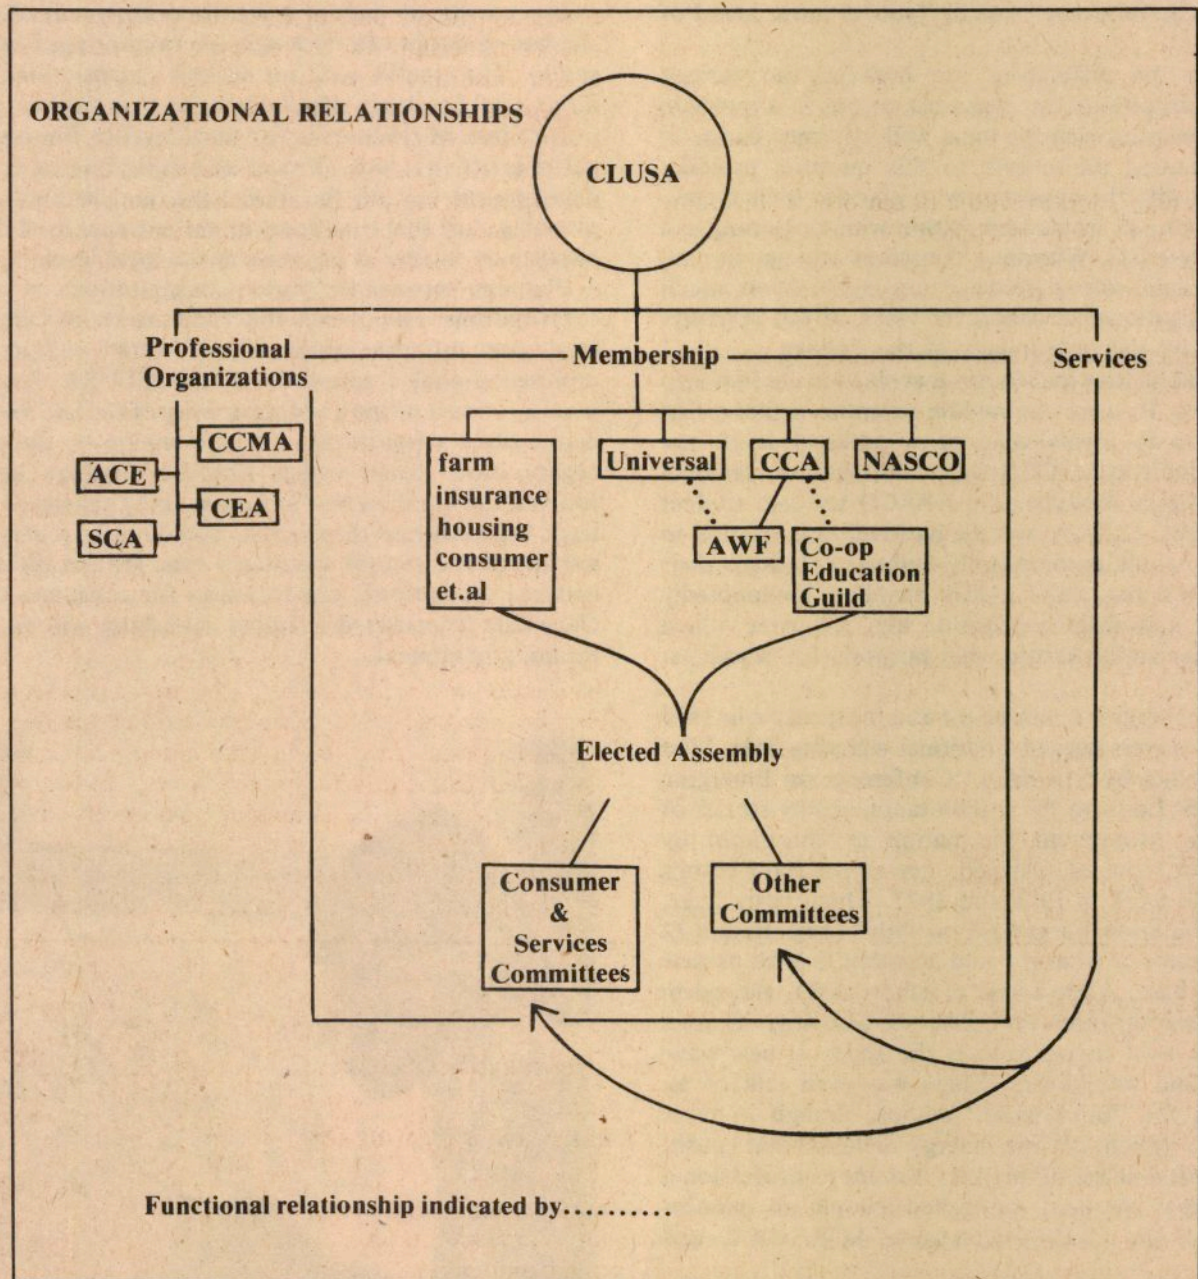 ORGANIZATIONAL RELATIONSHIPS
CLUSA
Professional
Organizations
Membership
Services
CCMA
ACE
CEA
SCA
farm
insurance
housing
consumer
et.al
Universal
CCA
NASCO
AWF
Co-op
Education
Guild
Elected Assembly
Consumer
&
Services
Committees
Other
Committees
Functional relationship indicated by..........